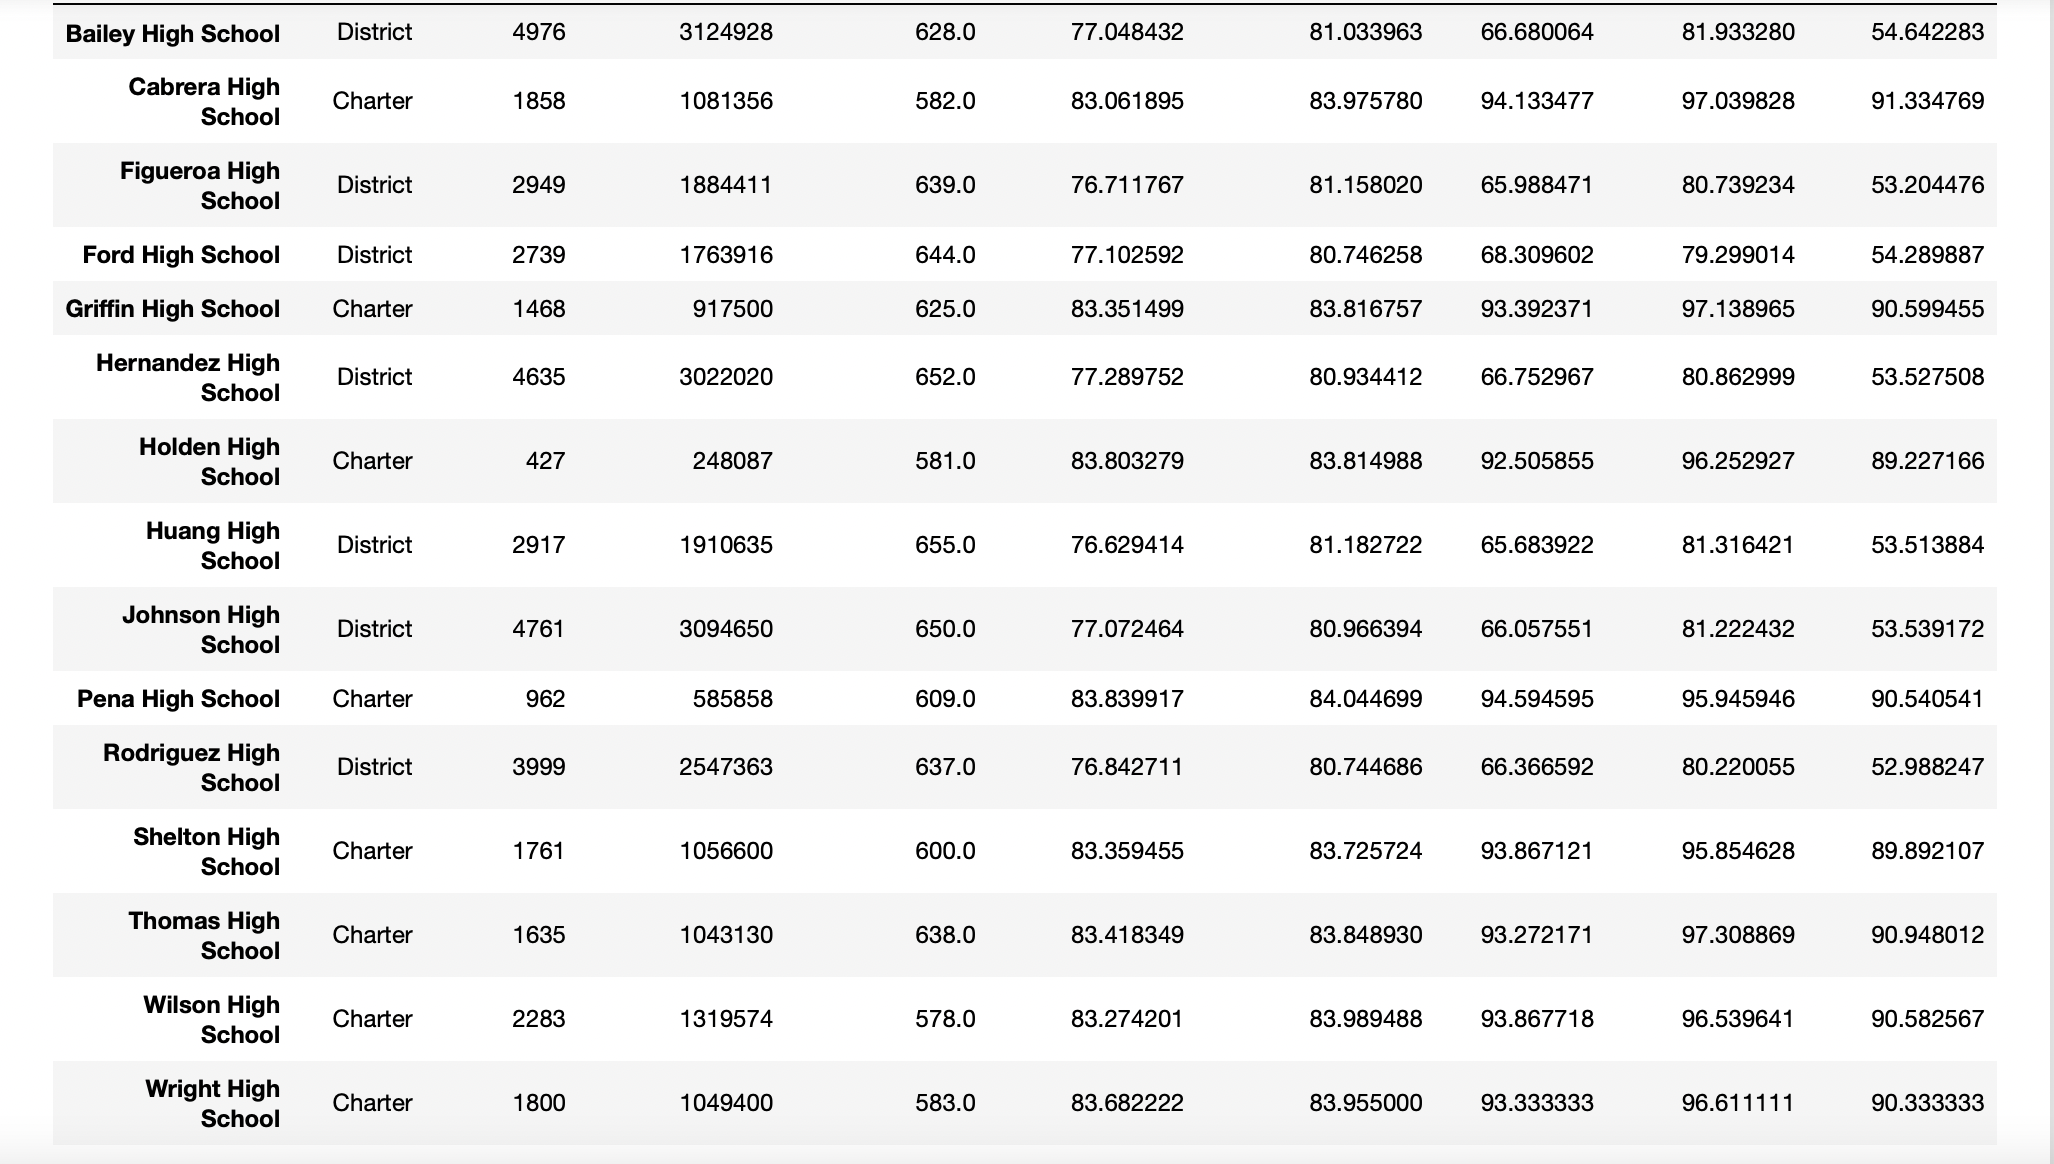 Bailey High School District 4976 3124928 628.0 77.048432 81.033963 66.680064 81.933280 54.642283
Cabrera High
School Charter 1858 1081356 582.0 83.061895 83.975780 94.133477 97.039828 91.334769
Figueroa High
School District 2949 1884411 639.0 76.711767 81.158020 65.988471 80.739234 53.204476
Ford High School District 2739 1763916 644.0 77.102592 80.746258 68.309602 79.299014 54.289887
Griffin High School Charter 1468 917500 625.0 83.351499 83.816757 93.392371 97.138965 90.599455
Hernandez High
School District 4635 3022020 652.0 77.289752 80.934412 66.752967 80.862999 53.527508
Holden High
School Charter 427 248087 581.0 83.803279 83.814988 92.505855 96.252927 89.227166
Huang High
School District 2917 1910635 655.0 76.629414 81.182722 65.683922 81.316421 53.513884
Johnson High
School District 4761 3094650 650.0 77.072464 80.966394 66.057551 81.222432 53.539172
Pena High School Charter 962 585858 609.0 83.839917 84.044699 94.594595 95.945946 90.540541
Rodriguez High
School District 3999 2547363 637.0 76.842711 80.744686 66.366592 80.220055 52.988247
Shelton High
School Charter 1761 1056600 600.0 83.359455 83.725724 93.867121 95.854628 89.892107
Thomas High
School Charter 1635 1043130 638.0 83.418349 83.848930 93.272171 97.308869 90.948012
Wilson High
School Charter 2283 1319574 578.0 83.274201 83.989488 93.867718 96.539641 90.582567
Wright High
School Charter 1800 1049400 583.0 83.682222 83.955000 93.333333 96.611111 90.333333